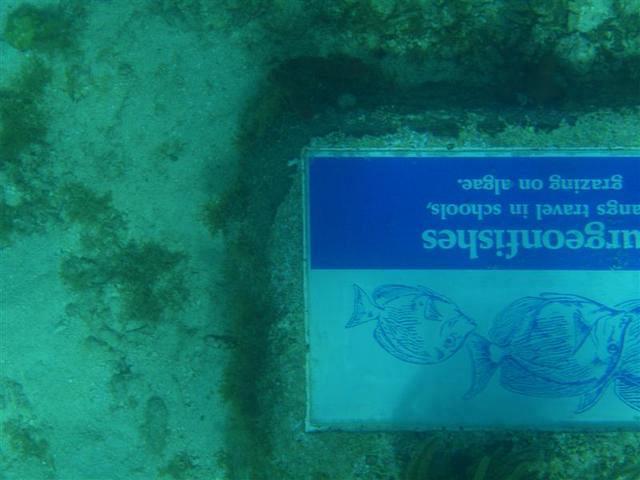 urgeonfishes
angs travel in schools,
grazing on algae.